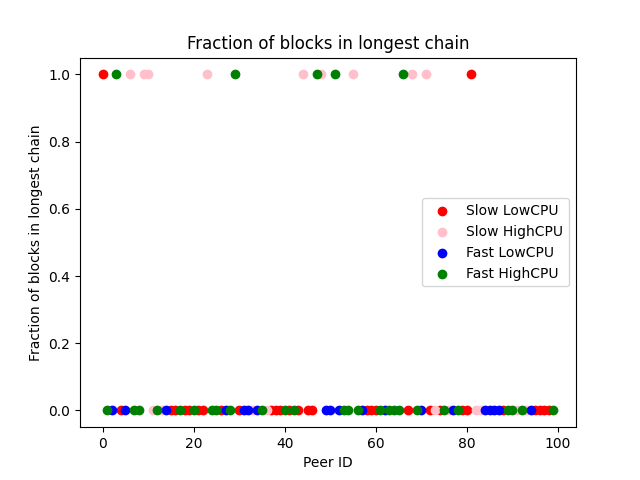 Fraction of blocks in longest chain
Fraction of blocks in longest chain
1.0
0.8
0.6
0.4
0.2
0.0
Slow LowCPU
Slow HighCPU
Fast LowCPU
Fast HighCPU
0 20 40 60 80 100
Peer ID